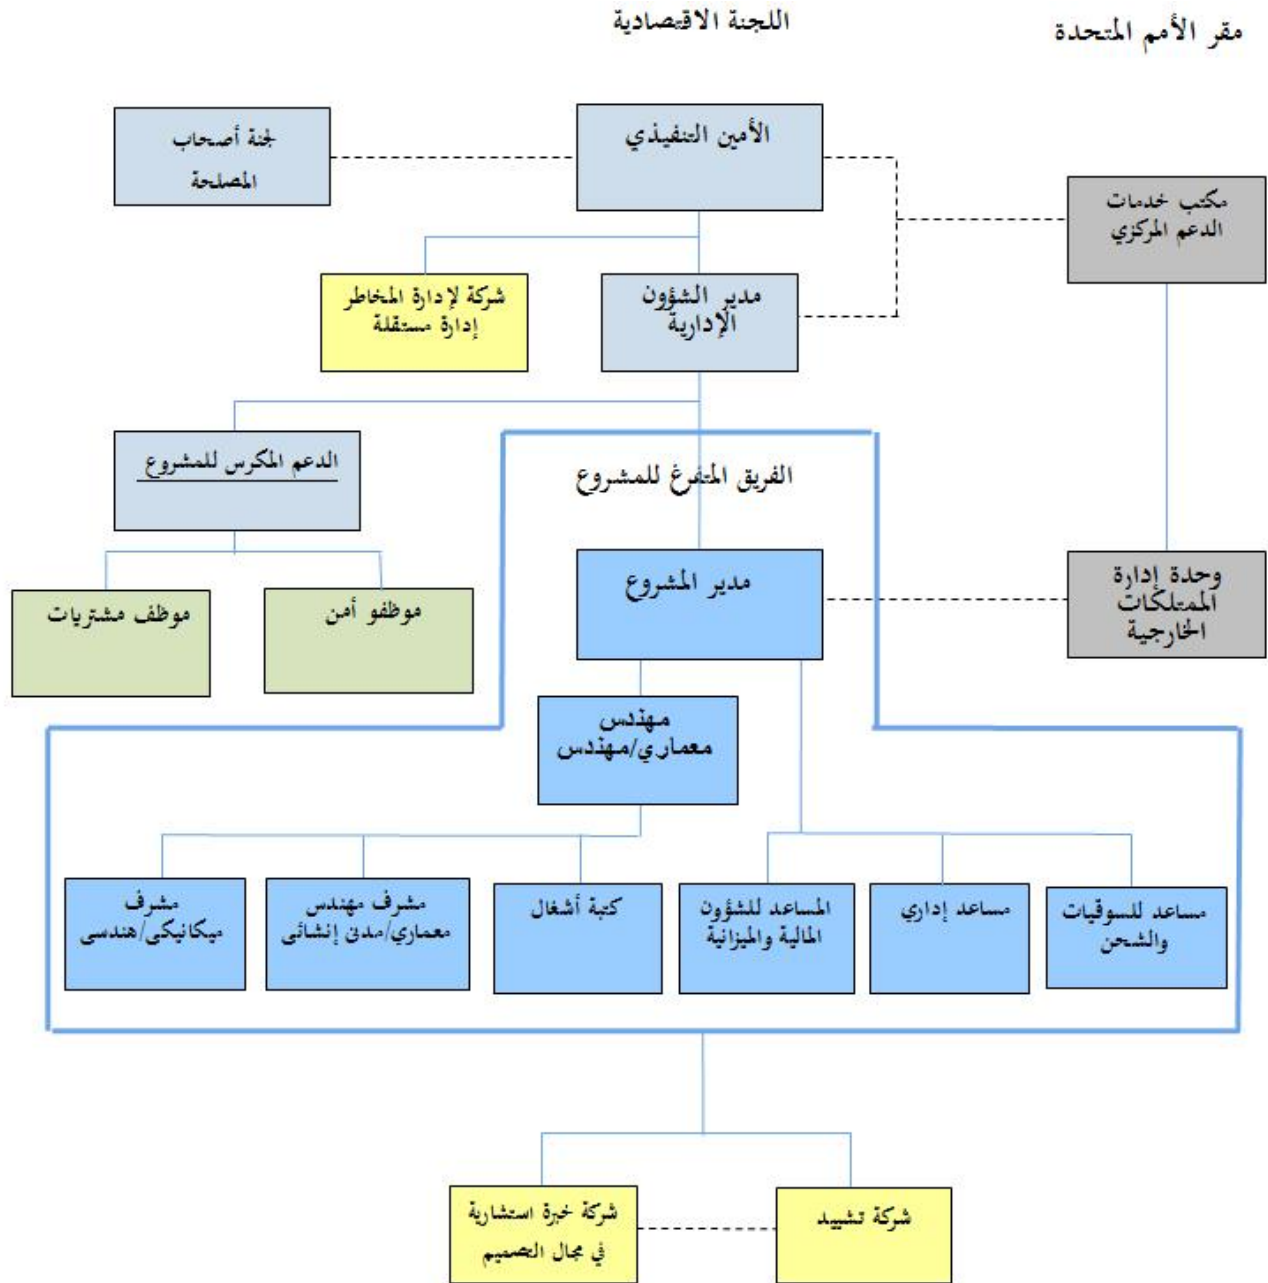 مقر الأمم المتحدة
اللجنة الاقتصادية
الأمين التنفيذي
لجنة أصحاب
المصلحة
مكتب خدمات
الدعم المركزي
مدير الشؤون
الإدارية
شركة لإدارة المخاطر
إدارة مستقلة
الدعم المكرس للمشروع
الفريق المتفرغ للمشروع
مدير المشروع
وحدة إدارة
الممتلكات
الخارجية
موظفو أمن
موظف مشتريات
مهندس
معماري/مهندس
مساعد للسوقيات
والشحن
مساعد إداري
المساعد للشؤون
المالية والميزانية
كتبة أشغال
مشرف مهندس
معماري/مدني إنشائي
مشرف
ميكانيكي/هندسي
شركة تشييد
شركة خبرة استشارية
في مجال التصميم